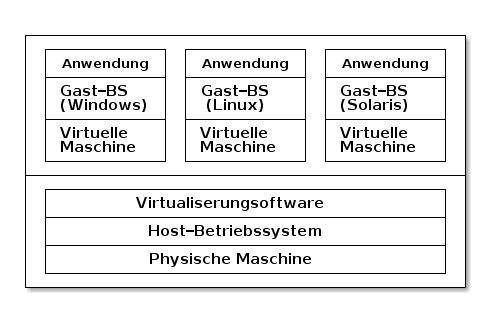 Anwendung
Gast-BS
(Windows)
Virtuelle
Maschine
Anwendung
Gast-BS
(Linux)
Virtuelle
Maschine
Anwendung
Gast-BS
(Solaris)
Virtuelle
Maschine
Virtualiserungsoftware
Host-Betriebssystem
Physische Maschine